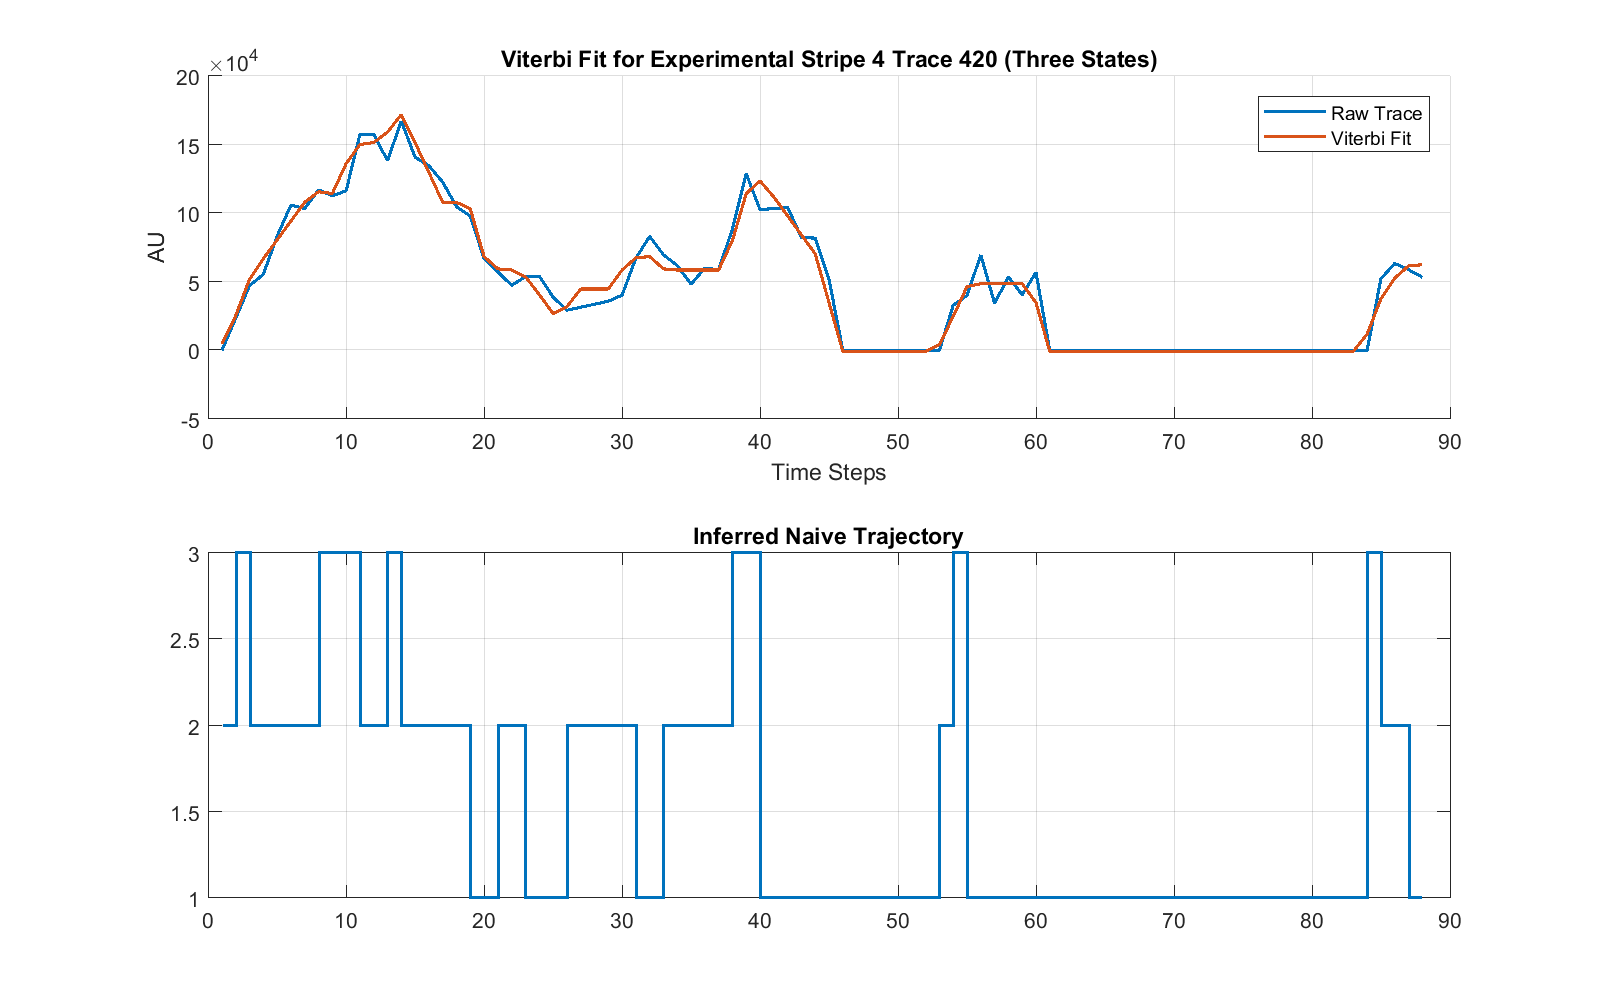 Viterbi Fit for Experimental Stripe 4 Trace 420 (Three States)
×10⁴
20
15
10
5
0
-5
AU
Raw Trace
Viterbi Fit
0 10 20 30 40 50 60 70 80 90
Time Steps
Inferred Naive Trajectory
3
2.5
2
1.5
1
0 10 20 30 40 50 60 70 80 90